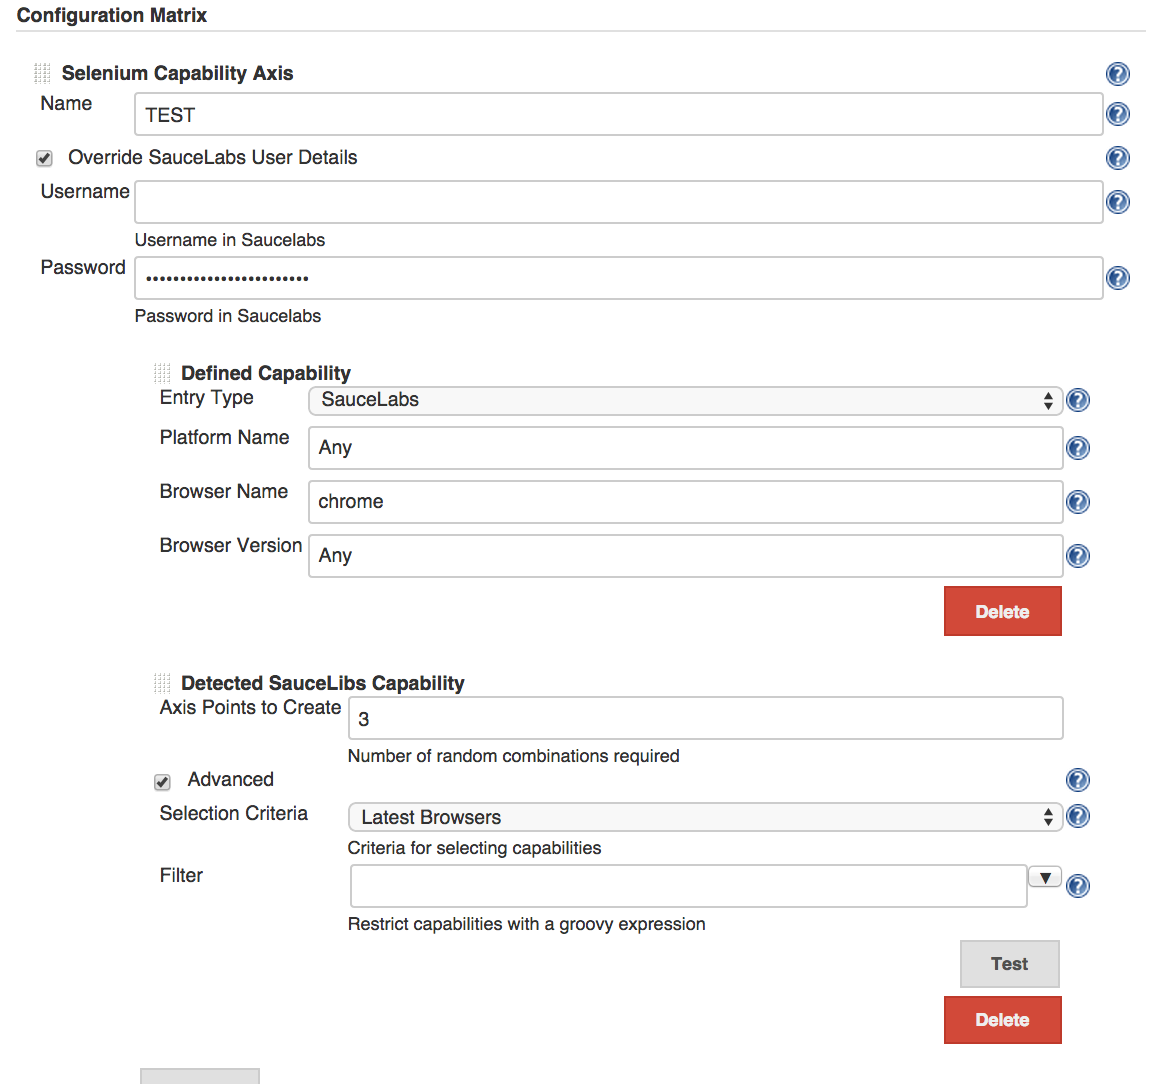 Configuration Matrix
Selenium Capability Axis
Name
TEST
Override SauceLabs User Details
Username
Username in Saucelabs
Password
••••••••••••••••••••••••
Password in Saucelabs
Defined Capability
Entry Type
SauceLabs
Platform Name
Any
Browser Name
chrome
Browser Version
Any
Delete
Detected SauceLibs Capability
Axis Points to Create
3
Number of random combinations required
Advanced
Selection Criteria
Latest Browsers
Criteria for selecting capabilities
Filter
Restrict capabilities with a groovy expression
Test
Delete